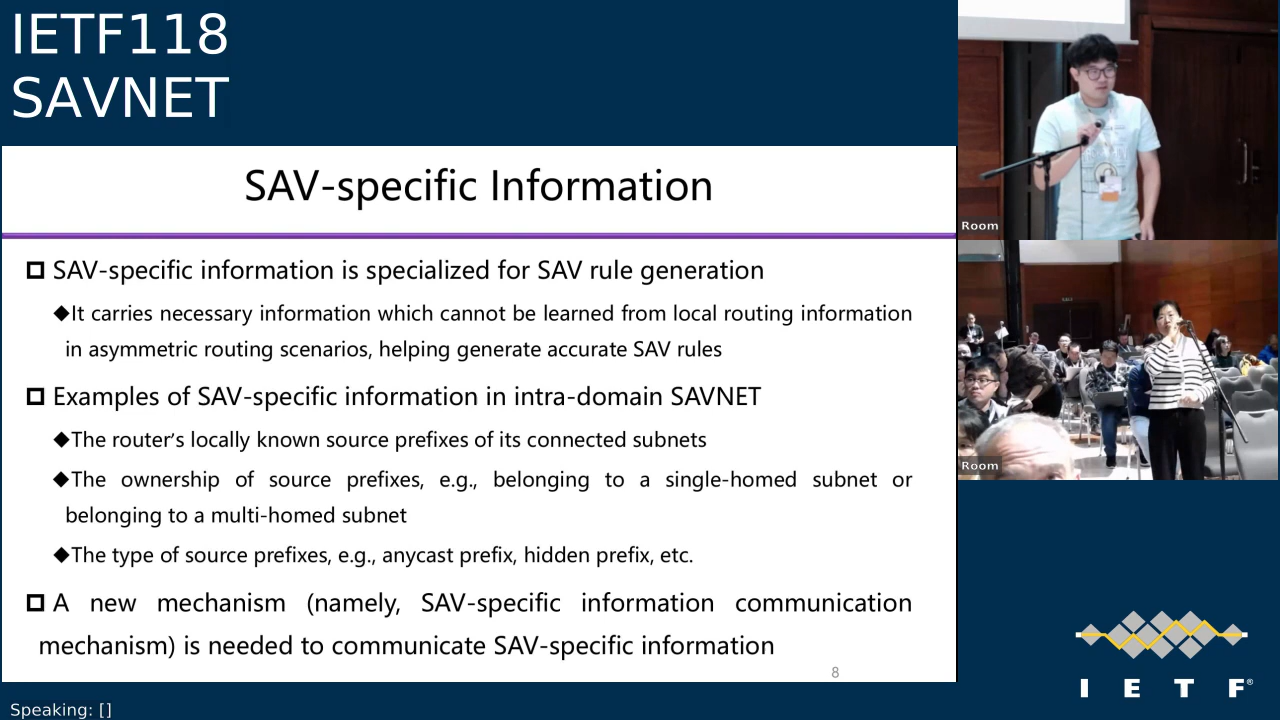 IETF118
SAVNET
SAV-specific Information
SAV-specific information is specialized for SAV rule generation
It carries necessary information which cannot be learned from local routing information
in asymmetric routing scenarios, helping generate accurate SAV rules
Examples of SAV-specific information in intra-domain SAVNET
The router’s locally known source prefixes of its connected subnets
The ownership of source prefixes, e.g., belonging to a single-homed subnet or
belonging to a multi-homed subnet
The type of source prefixes, e.g., anycast prefix, hidden prefix, etc.
A new mechanism (namely, SAV-specific information communication
mechanism) is needed to communicate SAV-specific information
8
Speaking: []
Room
Room
I E T F®